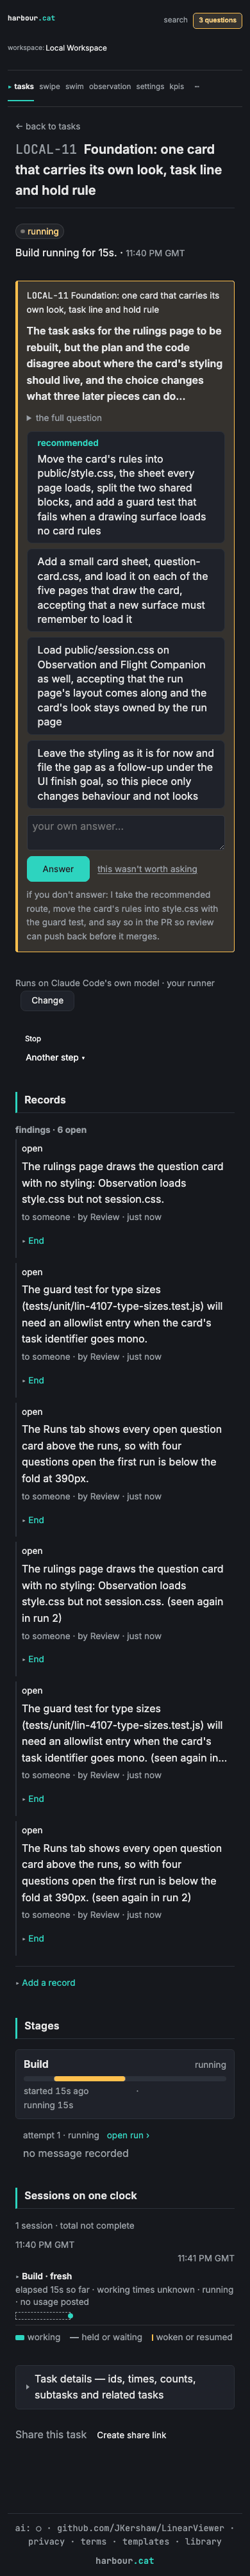 harbour.cat
search
3 questions
workspace: Local Workspace
▸ tasks swipe swim observation settings kpis ···
← back to tasks
LOCAL-11 Foundation: one card
that carries its own look, task line
and hold rule
running
Build running for 15s. · 11:40 PM GMT
LOCAL-11 Foundation: one card that carries its
own look, task line and hold rule
The task asks for the rulings page to be
rebuilt, but the plan and the code
disagree about where the card's styling
should live, and the choice changes
what three later pieces can do...
▶ the full question
recommended
Move the card's rules into
public/style.css, the sheet every
page loads, split the two shared
blocks, and add a guard test that
fails when a drawing surface loads
no card rules
Add a small card sheet, question-
card.css, and load it on each of the
five pages that draw the card,
accepting that a new surface must
remember to load it
Load public/session.css on
Observation and Flight Companion
as well, accepting that the run
page's layout comes along and the
card's look stays owned by the run
page
Leave the styling as it is for now and
file the gap as a follow-up under the
UI finish goal, so this piece only
changes behaviour and not looks
your own answer...
Answer
this wasn't worth asking
if you don't answer: I take the recommended
route, move the card's rules into style.css with
the guard test, and say so in the PR so review
can push back before it merges.
Runs on Claude Code's own model · your runner
Change
Stop
Another step ▾
Records
findings · 6 open
open
The rulings page draws the question card
with no styling: Observation loads
style.css but not session.css.
to someone · by Review · just now
▸ End
open
The guard test for type sizes
(tests/unit/lin-4107-type-sizes.test.js) will
need an allowlist entry when the card's
task identifier goes mono.
to someone · by Review · just now
▸ End
open
The Runs tab shows every open question
card above the runs, so with four
questions open the first run is below the
fold at 390px.
to someone · by Review · just now
▸ End
open
The rulings page draws the question card
with no styling: Observation loads
style.css but not session.css. (seen again
in run 2)
to someone · by Review · just now
▸ End
open
The guard test for type sizes
(tests/unit/lin-4107-type-sizes.test.js) will
need an allowlist entry when the card's
task identifier goes mono. (seen again in...
to someone · by Review · just now
▸ End
open
The Runs tab shows every open question
card above the runs, so with four
questions open the first run is below the
fold at 390px. (seen again in run 2)
to someone · by Review · just now
▸ End
▸ Add a record
Stages
Build
running
started 15s ago ·
running 15s
attempt 1 · running open run ›
no message recorded
Sessions on one clock
1 session · total not complete
11:40 PM GMT
11:41 PM GMT
▸ Build · fresh
elapsed 15s so far · working times unknown · running
· no usage posted
working held or waiting woken or resumed
Task details — ids, times, counts,
subtasks and related tasks
Share this task Create share link
ai: ○ · github.com/JKershaw/LinearViewer ·
privacy · terms · templates · library
harbour.cat